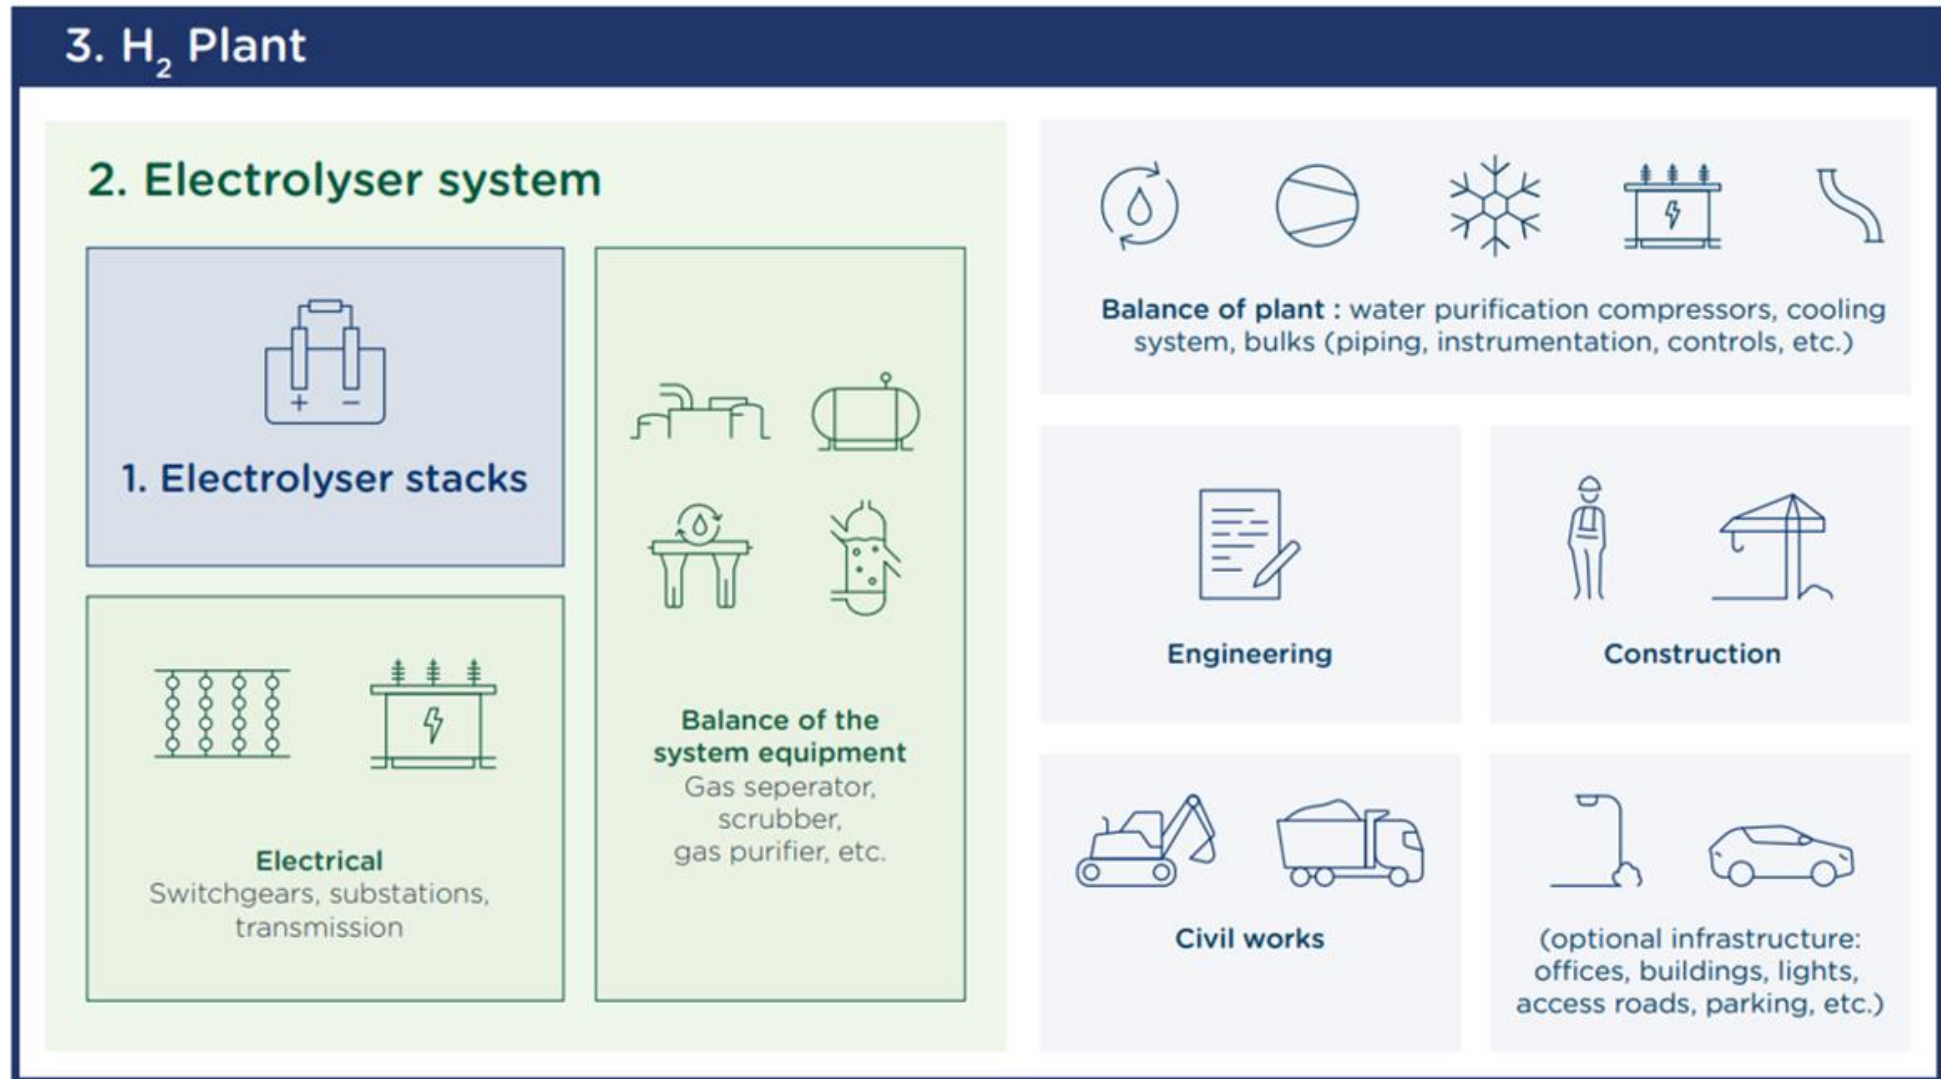 3. H₂ Plant
2. Electrolyser system
1. Electrolyser stacks
Electrical
Switchgears, substations,
transmission
Balance of the
system equipment
Gas seperator,
scrubber,
gas purifier, etc.
Balance of plant : water purification compressors, cooling
system, bulks (piping, instrumentation, controls, etc.)
Engineering
Construction
Civil works
(optional infrastructure:
offices, buildings, lights,
access roads, parking, etc.)